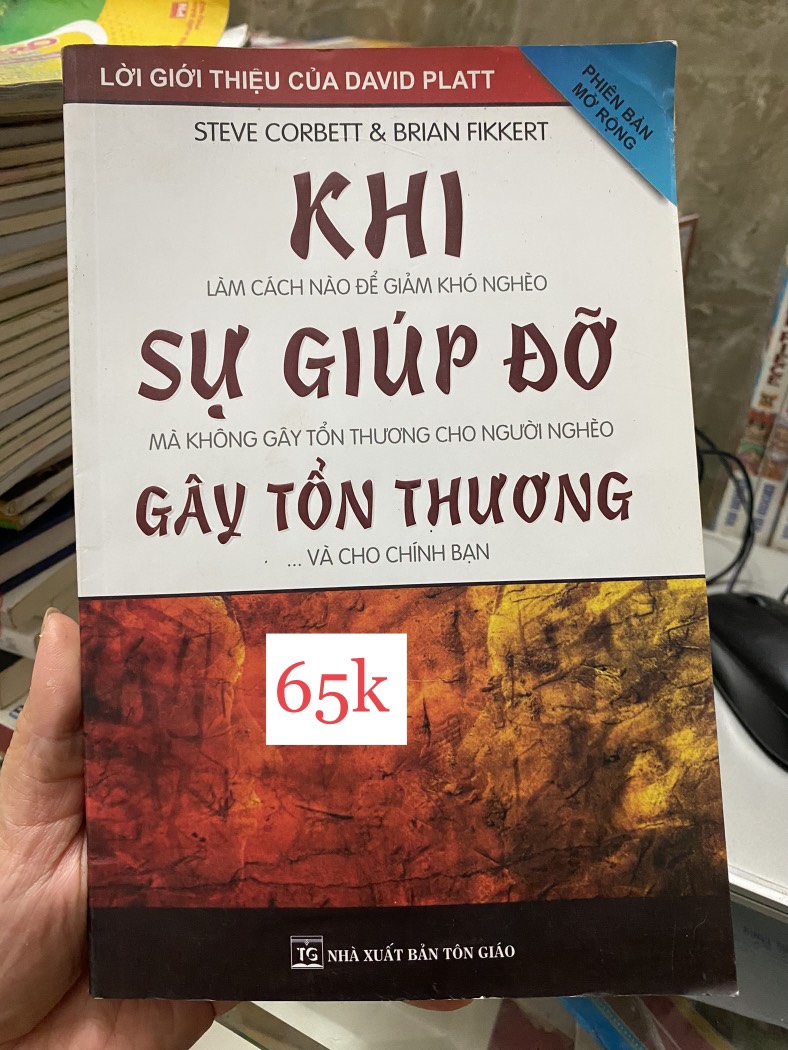 LỜI GIỚI THIỆU CỦA DAVID PLATT
PHIÊN BẢN
MỞ RỘNG
STEVE CORBETT & BRIAN FIKKERT
KHI
LÀM CÁCH NÀO ĐỂ GIẢM KHÓ NGHÈO
SỰ GIÚP ĐỠ
MÀ KHÔNG GÂY TỔN THƯƠNG CHO NGƯỜI NGHÈO
GÂY TỔN THƯƠNG
... VÀ CHO CHÍNH BẠN
65k
TG NHÀ XUẤT BẢN TÔN GIÁO